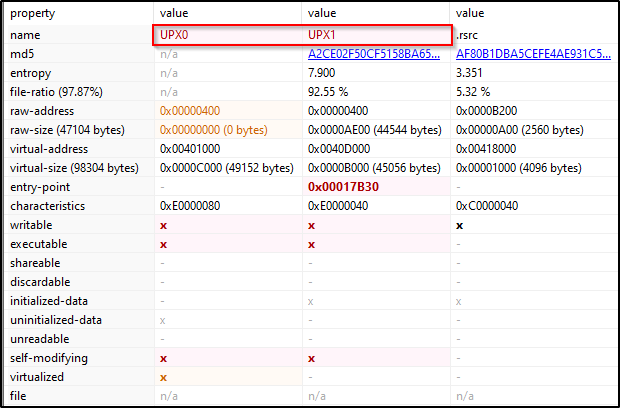 property value value value
name UPX0 UPX1 .rsrc
md5 n/a A2CE02F50CF5158BA65... AF80B1DBA5CEFE4AE931C5...
entropy n/a 7.900 3.351
file-ratio (97.87%) n/a 92.55 % 5.32 %
raw-address 0x00000400 0x00000400 0x0000B200
raw-size (47104 bytes) 0x00000000 (0 bytes) 0x0000AE00 (44544 bytes) 0x00000A00 (2560 bytes)
virtual-address 0x00401000 0x0040D000 0x00418000
virtual-size (98304 bytes) 0x0000C000 (49152 bytes) 0x0000B000 (45056 bytes) 0x00001000 (4096 bytes)
entry-point - 0x00017B30 -
characteristics 0xE0000080 0xE0000040 0xC0000040
writable x x x
executable x x -
shareable - - -
discardable - - -
initialized-data - x x
uninitialized-data x - -
unreadable - - -
self-modifying x x -
virtualized x - -
file n/a n/a n/a